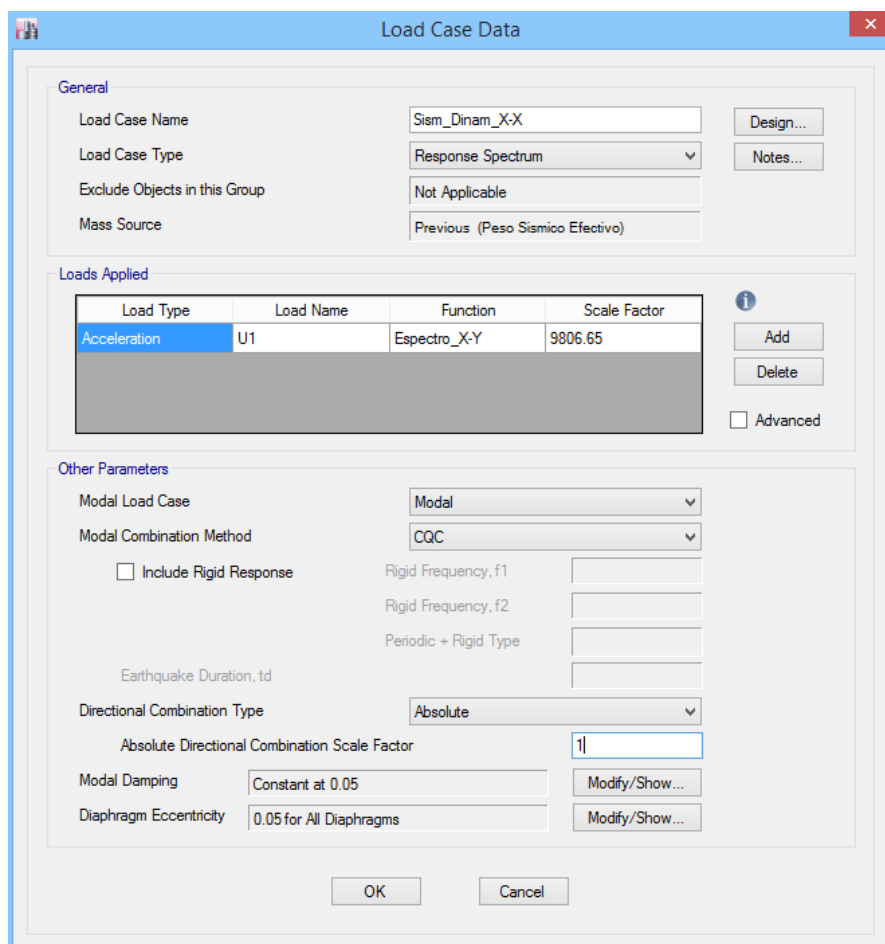 Load Case Data
General
Load Case Name Sism_Dinam_X-X Design...
Load Case Type Response Spectrum Notes...
Exclude Objects in this Group Not Applicable
Mass Source Previous (Peso Sismico Efectivo)
Loads Applied
Load Type Load Name Function Scale Factor
Acceleration U1 Espectro_X-Y 9806.65 Add
Delete
Advanced
Other Parameters
Modal Load Case Modal
Modal Combination Method CQC
Include Rigid Response Rigid Frequency, f1
Rigid Frequency, f2
Periodic + Rigid Type
Earthquake Duration, td
Directional Combination Type Absolute
Absolute Directional Combination Scale Factor 1
Modal Damping Constant at 0.05 Modify/Show...
Diaphragm Eccentricity 0.05 for All Diaphragms Modify/Show...
OK Cancel